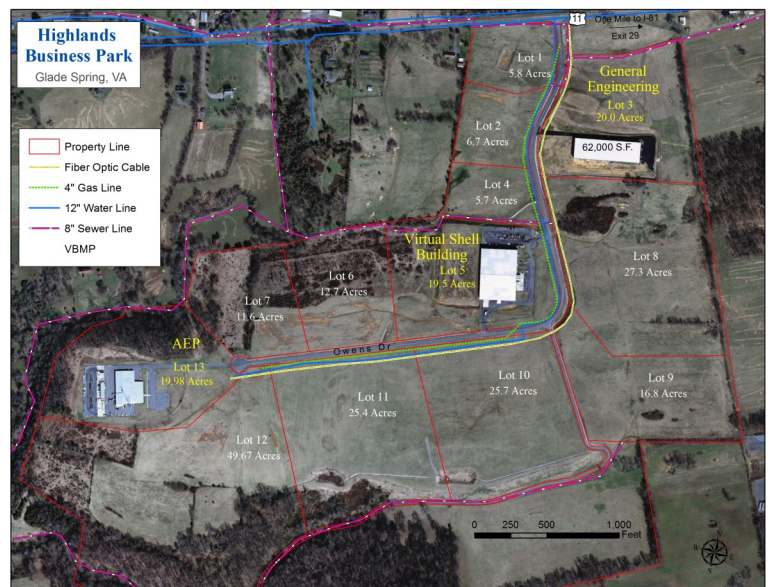 Highlands
Business Park
Glade Spring, VA
11
One Mile to I-81
Exit 29
Property Line
Fiber Optic Cable
4" Gas Line
12" Water Line
8" Sewer Line
VBMP
Lot 1
5.8 Acres
General
Engineering
Lot 3
20.0 Acres
62,000 S.F.
Lot 2
6.7 Acres
Lot 4
5.7 Acres
Virtual Shell
Building
Lot 5
19.5 Acres
Lot 8
27.3 Acres
Lot 6
12.7 Acres
Lot 7
11.6 Acres
AEP
Lot 13
19.98 Acres
Owens Dr
Lot 10
25.7 Acres
Lot 9
16.8 Acres
Lot 11
25.4 Acres
Lot 12
49.67 Acres
0 250 500 1,000
Feet
N
W E
S